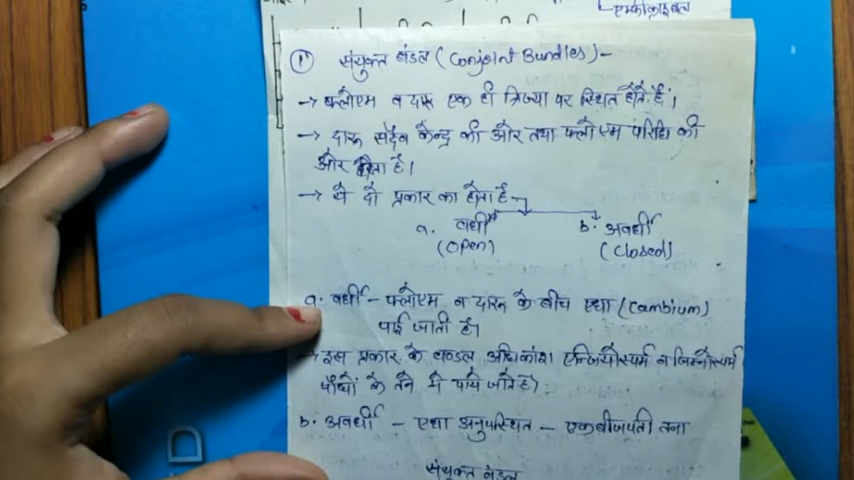 एम्फीक्राइबल
① संयुक्त बंडल (Conjoint Bundles) -
→ फ्लोएम व दारू एक ही त्रिज्या पर स्थित होते हैं।
→ दारू सदैव केन्द्र की ओर तथा फ्लोएम परिधि की
ओर होता है।
→ ये दो प्रकार का होता है -
a. वर्धी b. अवर्धी
(Open) (Closed)
a. वर्धी - फ्लोएम व दारू के बीच एधा (Cambium)
पाई जाती है।
→ इस प्रकार के बण्डल अधिकांश एन्जियोस्पर्म व जिम्नोस्पर्म
पौधों के तने में पाये जाते है।
b. अवर्धी - एधा अनुपस्थित - एकबीजपत्री तना
संयुक्त बंडल
D